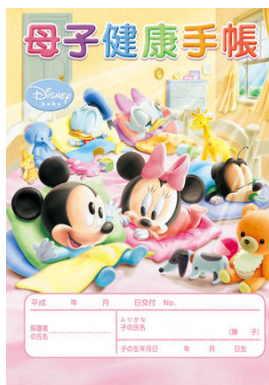 母子健康手帳
Disney
baby
平成 年 月 日交付 No.
保護者
の氏名
ふりがな
子の氏名
(第 子)
子の生年月日 年 月 日生